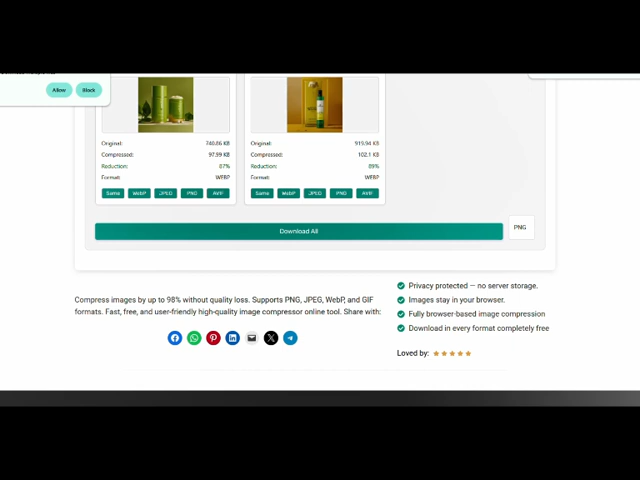 Allow Block
Original: 740.86 KB
Compressed: 97.99 KB
Reduction: 87%
Format: WEBP
Same WebP JPEG PNG AVIF
Original: 919.94 KB
Compressed: 102.1 KB
Reduction: 89%
Format: WEBP
Same WebP JPEG PNG AVIF
Download All
PNG
Compress images by up to 98% without quality loss. Supports PNG, JPEG, WebP, and GIF
formats. Fast, free, and user-friendly high-quality image compressor online tool. Share with:
Privacy protected — no server storage.
Images stay in your browser.
Fully browser-based image compression
Download in every format completely free
Loved by: